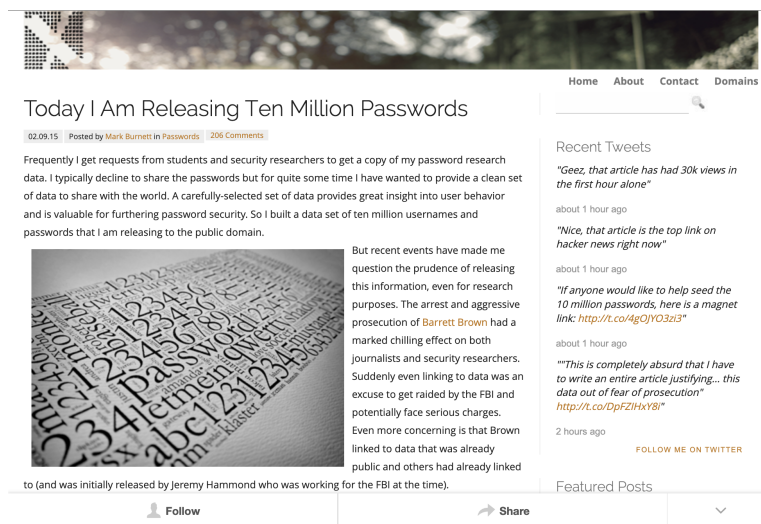 Home About Contact Domains
Today I Am Releasing Ten Million Passwords
02.09.15 Posted by Mark Burnett in Passwords 206 Comments
Frequently I get requests from students and security researchers to get a copy of my password research
data. I typically decline to share the passwords but for quite some time I have wanted to provide a clean set
of data to share with the world. A carefully-selected set of data provides great insight into user behavior
and is valuable for furthering password security. So I built a data set of ten million usernames and
passwords that I am releasing to the public domain.
But recent events have made me
question the prudence of releasing
this information, even for research
purposes. The arrest and aggressive
prosecution of Barrett Brown had a
marked chilling effect on both
journalists and security researchers.
Suddenly even linking to data was an
excuse to get raided by the FBI and
potentially face serious charges.
Even more concerning is that Brown
linked to data that was already
public and others had already linked
to (and was initially released by Jeremy Hammond who was working for the FBI at the time).
password
letmein
qwerty
abc123
amanda
klaster
Recent Tweets
"Geez, that article has had 30k views in
the first hour alone"
about 1 hour ago
"Nice, that article is the top link on
hacker news right now"
about 1 hour ago
"If anyone would like to help seed the
10 million passwords, here is a magnet
link: http://t.co/4gOJYO3zi3"
about 1 hour ago
""This is completely absurd that I have
to write an entire article justifying... this
data out of fear of prosecution"
http://t.co/DpFZIHxY8i"
2 hours ago
FOLLOW ME ON TWITTER
Featured Posts
Follow
Share